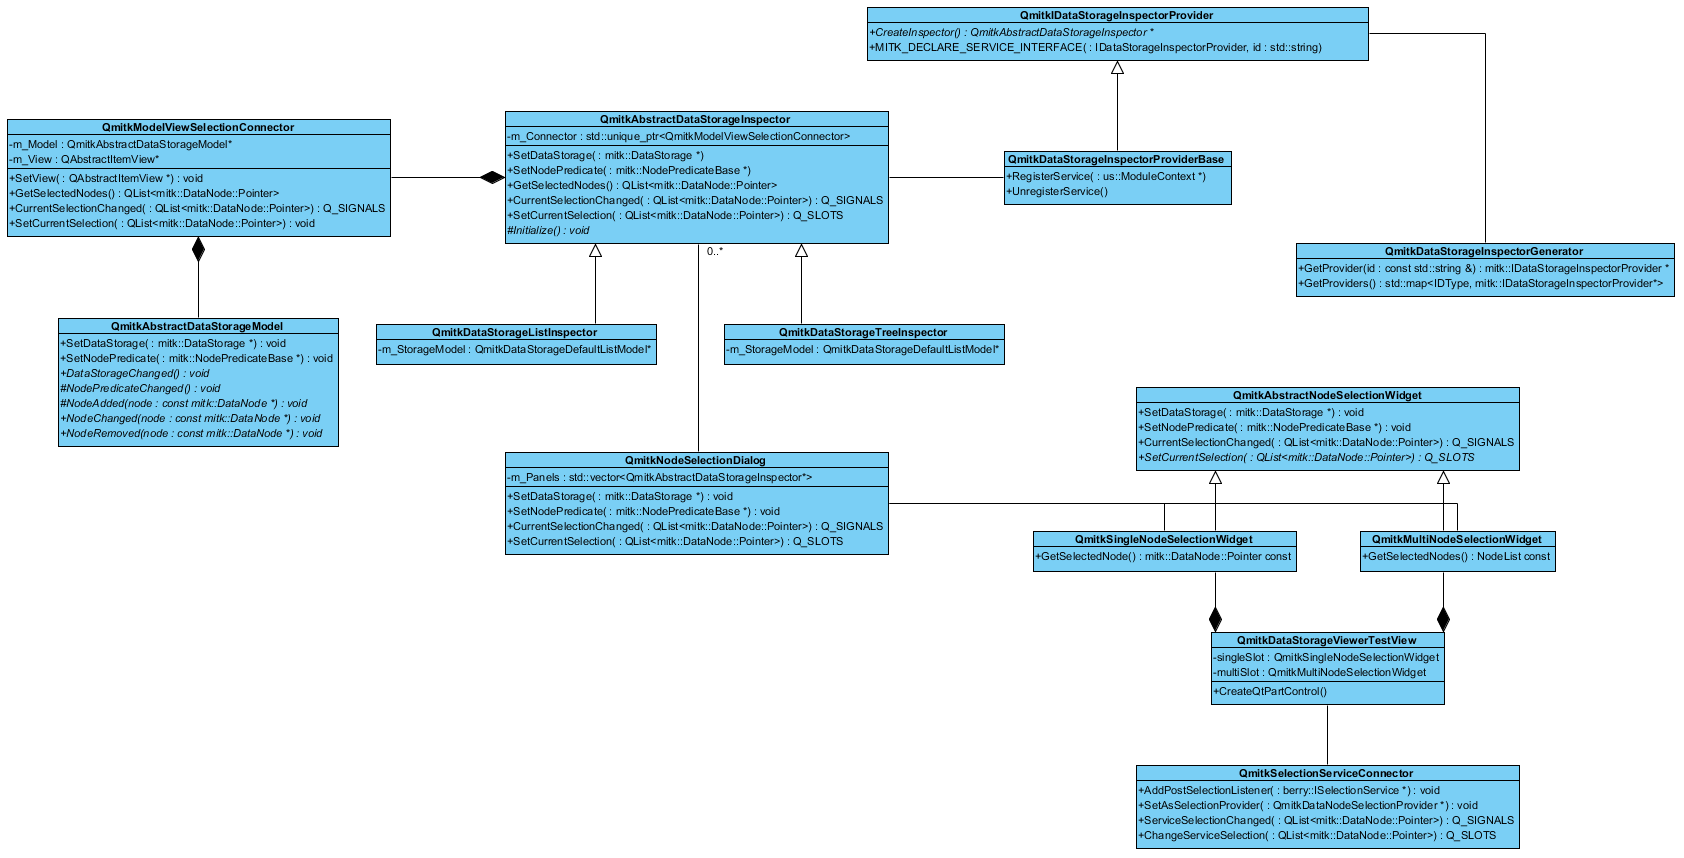 QmitkIDataStorageInspectorProvider
+CreateInspector() : QmitkAbstractDataStorageInspector *
+MITK_DECLARE_SERVICE_INTERFACE( : IDataStorageInspectorProvider, id : std::string)
QmitkModelViewSelectionConnector
-m_Model : QmitkAbstractDataStorageModel*
-m_View : QAbstractItemView*
+SetView( : QAbstractItemView *) : void
+GetSelectedNodes() : QList<mitk::DataNode::Pointer>
+CurrentSelectionChanged( : QList<mitk::DataNode::Pointer>) : Q_SIGNALS
+SetCurrentSelection( : QList<mitk::DataNode::Pointer>) : void
QmitkAbstractDataStorageInspector
-m_Connector : std::unique_ptr<QmitkModelViewSelectionConnector>
+SetDataStorage( : mitk::DataStorage *)
+SetNodePredicate( : mitk::NodePredicateBase *)
+GetSelectedNodes() : QList<mitk::DataNode::Pointer>
+CurrentSelectionChanged( : QList<mitk::DataNode::Pointer>) : Q_SIGNALS
+SetCurrentSelection( : QList<mitk::DataNode::Pointer>) : Q_SLOTS
#Initialize() : void
0..*
QmitkDataStorageInspectorProviderBase
+RegisterService( : us::ModuleContext *)
+UnregisterService()
QmitkDataStorageInspectorGenerator
+GetProvider(id : const std::string &) : mitk::IDataStorageInspectorProvider *
+GetProviders() : std::map<IDType, mitk::IDataStorageInspectorProvider*>
QmitkAbstractDataStorageModel
+SetDataStorage( : mitk::DataStorage *) : void
+SetNodePredicate( : mitk::NodePredicateBase *) : void
+DataStorageChanged() : void
#NodePredicateChanged() : void
#NodeAdded(node : const mitk::DataNode *) : void
+NodeChanged(node : const mitk::DataNode *) : void
+NodeRemoved(node : const mitk::DataNode *) : void
QmitkDataStorageListInspector
-m_StorageModel : QmitkDataStorageDefaultListModel*
QmitkDataStorageTreeInspector
-m_StorageModel : QmitkDataStorageDefaultListModel*
QmitkAbstractNodeSelectionWidget
+SetDataStorage( : mitk::DataStorage *) : void
+SetNodePredicate( : mitk::NodePredicateBase *) : void
+CurrentSelectionChanged( : QList<mitk::DataNode::Pointer>) : Q_SIGNALS
+SetCurrentSelection( : QList<mitk::DataNode::Pointer>) : Q_SLOTS
QmitkNodeSelectionDialog
-m_Panels : std::vector<QmitkAbstractDataStorageInspector*>
+SetDataStorage( : mitk::DataStorage *) : void
+SetNodePredicate( : mitk::NodePredicateBase *) : void
+CurrentSelectionChanged( : QList<mitk::DataNode::Pointer>) : Q_SIGNALS
+SetCurrentSelection( : QList<mitk::DataNode::Pointer>) : Q_SLOTS
QmitkSingleNodeSelectionWidget
+GetSelectedNode() : mitk::DataNode::Pointer const
QmitkMultiNodeSelectionWidget
+GetSelectedNodes() : NodeList const
QmitkDataStorageViewerTestView
-singleSlot : QmitkSingleNodeSelectionWidget
-multiSlot : QmitkMultiNodeSelectionWidget
+CreateQtPartControl()
QmitkSelectionServiceConnector
+AddPostSelectionListener( : berry::ISelectionService *) : void
+SetAsSelectionProvider( : QmitkDataNodeSelectionProvider *) : void
+ServiceSelectionChanged( : QList<mitk::DataNode::Pointer>) : Q_SIGNALS
+ChangeServiceSelection( : QList<mitk::DataNode::Pointer>) : Q_SLOTS